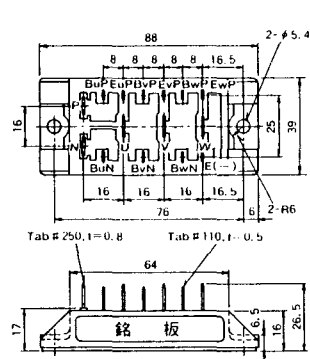 2-φ5.4
88
8 8 8 8 8 16.5
BuP EuP BvP EvP BwP EwP
P
16
N
U V W
25
39
BuN BvN BwN E(−)
16 16 16 16.5
2-R6
76 6
Tab #250, t=0.8 Tab #110, t=0.5
64
17
銘板
6.5
16
26.5